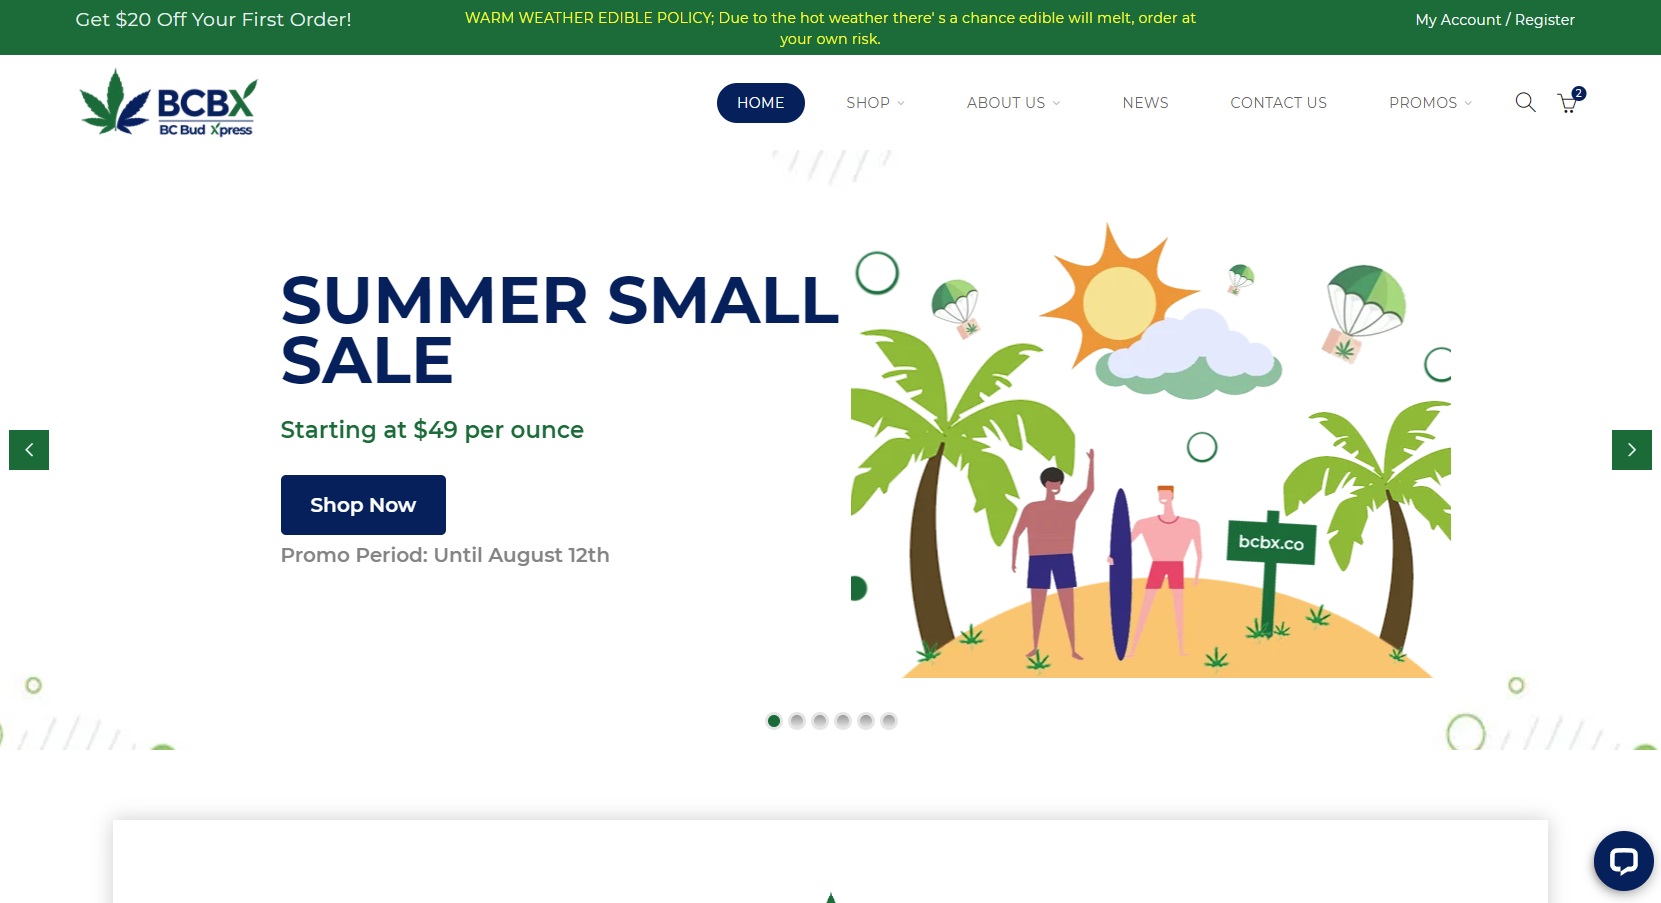 Get $20 Off Your First Order!
WARM WEATHER EDIBLE POLICY; Due to the hot weather there' s a chance edible will melt, order at
your own risk.
My Account / Register
BCBX
BC Bud Xpress
HOME
SHOP
ABOUT US
NEWS
CONTACT US
PROMOS
2
SUMMER SMALL
SALE
Starting at $49 per ounce
Shop Now
Promo Period: Until August 12th
bcbx.co